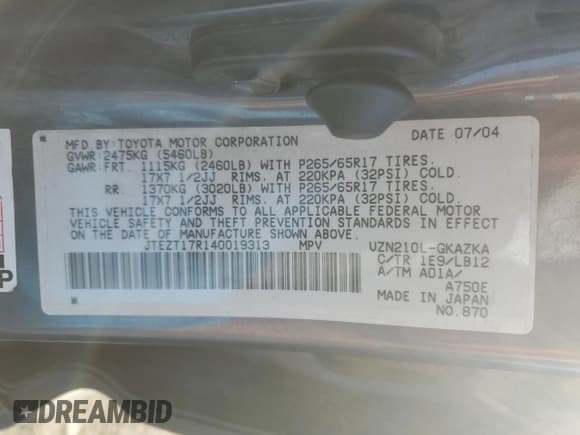 MFD BY: TOYOTA MOTOR CORPORATION DATE 07/04
GVWR: 2475KG (5460LB)
GAWR: FRT. 1115KG (2460LB) WITH P265/65R17 TIRES.
17X7 1/2JJ RIMS. AT 220KPA (32PSI) COLD.
RR 1370KG (3020LB) WITH P265/65R17 TIRES.
17X7 1/2JJ RIMS. AT 220KPA (32PSI) COLD.
THIS VEHICLE CONFORMS TO ALL APPLICABLE FEDERAL MOTOR
VEHICLE SAFETY AND THEFT PREVENTION STANDARDS IN EFFECT
ON THE DATE OF MANUFACTURE SHOWN ABOVE.
JTEZT17R140019313 MPV UZN210L-GKAZKA
C/TR 1E9/LB12
A/TM A01A/
A750E
MADE IN JAPAN
NO.870
P
DREAMBID